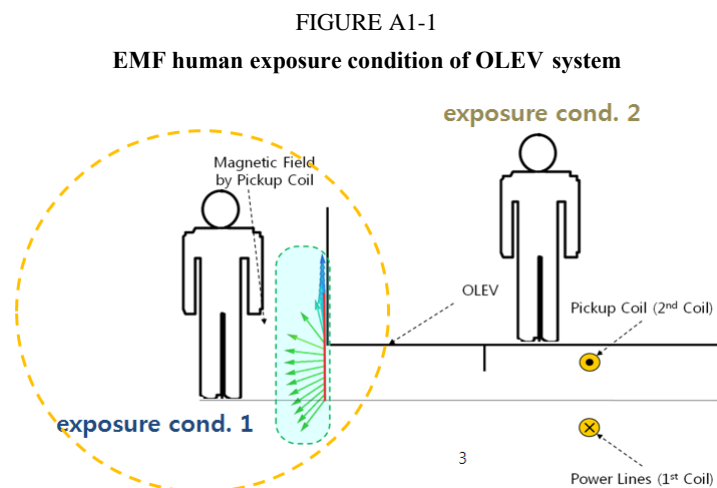 FIGURE A1-1
EMF human exposure condition of OLEV system
exposure cond. 2
Magnetic Field
by Pickup Coil
OLEV
Pickup Coil (2nd Coil)
exposure cond. 1
3
Power Lines (1st Coil)